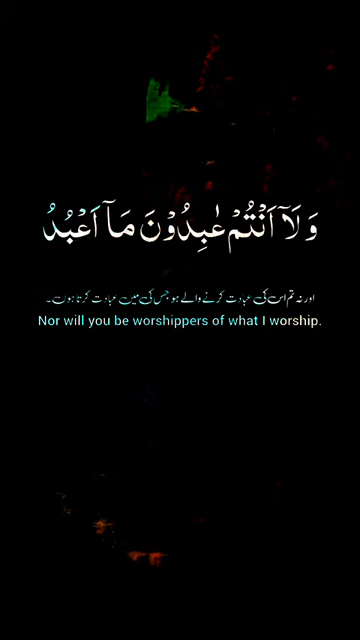 وَ لَاۤ اَنْتُمْ عٰبِدُوْنَ مَاۤ اَعْبُدُ
اور نہ تم اس کی عبادت کرنے والے ہو جس کی میں عبادت کرتا ہوں۔
Nor will you be worshippers of what I worship.